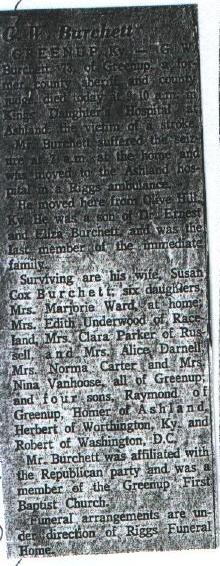 G. W. Burchett
GREENUP, Ky. — G. W.
Burchett, 78, of Greenup, a for-
mer county sheriff and county
judge died today at 8:10 a.m. in
Kings Daughters Hospital at
Ashland, the victim of a stroke.
Mr. Burchett suffered the seiz-
ure at 7 a.m. at the home and
was moved to the Ashland hos-
pital in a Riggs ambulance.
He moved here from Olive Hill,
Ky. He was a son of Dr. Ernest
and Eliza Burchett, and was the
last member of the immediate
family.
Surviving are his wife, Susan
Cox Burchett six daughters,
Mrs. Marjorie Ward, at home;
Mrs. Edith Underwood of Race-
land, Mrs. Clara Parker of Rus-
sell, and Mrs. Alice Darnell,
Mrs. Norma Carter and Mrs.
Nina Vanhoose, all of Greenup;
and four sons, Raymond of
Greenup, Homer of Ashland,
Herbert of Worthington, Ky. and
Robert of Washington, D.C.
Mr. Burchett was affiliated with
the Republican party and was a
member of the Greenup First
Baptist Church.
Funeral arrangements are un-
der direction of Riggs Funeral
Home.